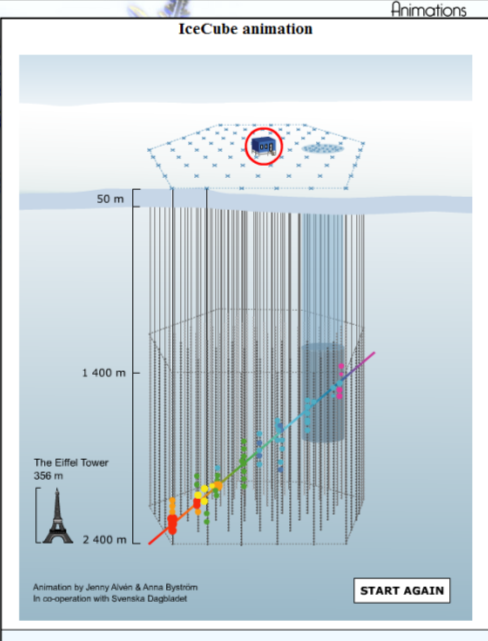 Animations
IceCube animation
50 m
1 400 m
The Eiffel Tower
356 m
2 400 m
Animation by Jenny Alvén & Anna Byström
In co-operation with Svenska Dagbladet
START AGAIN